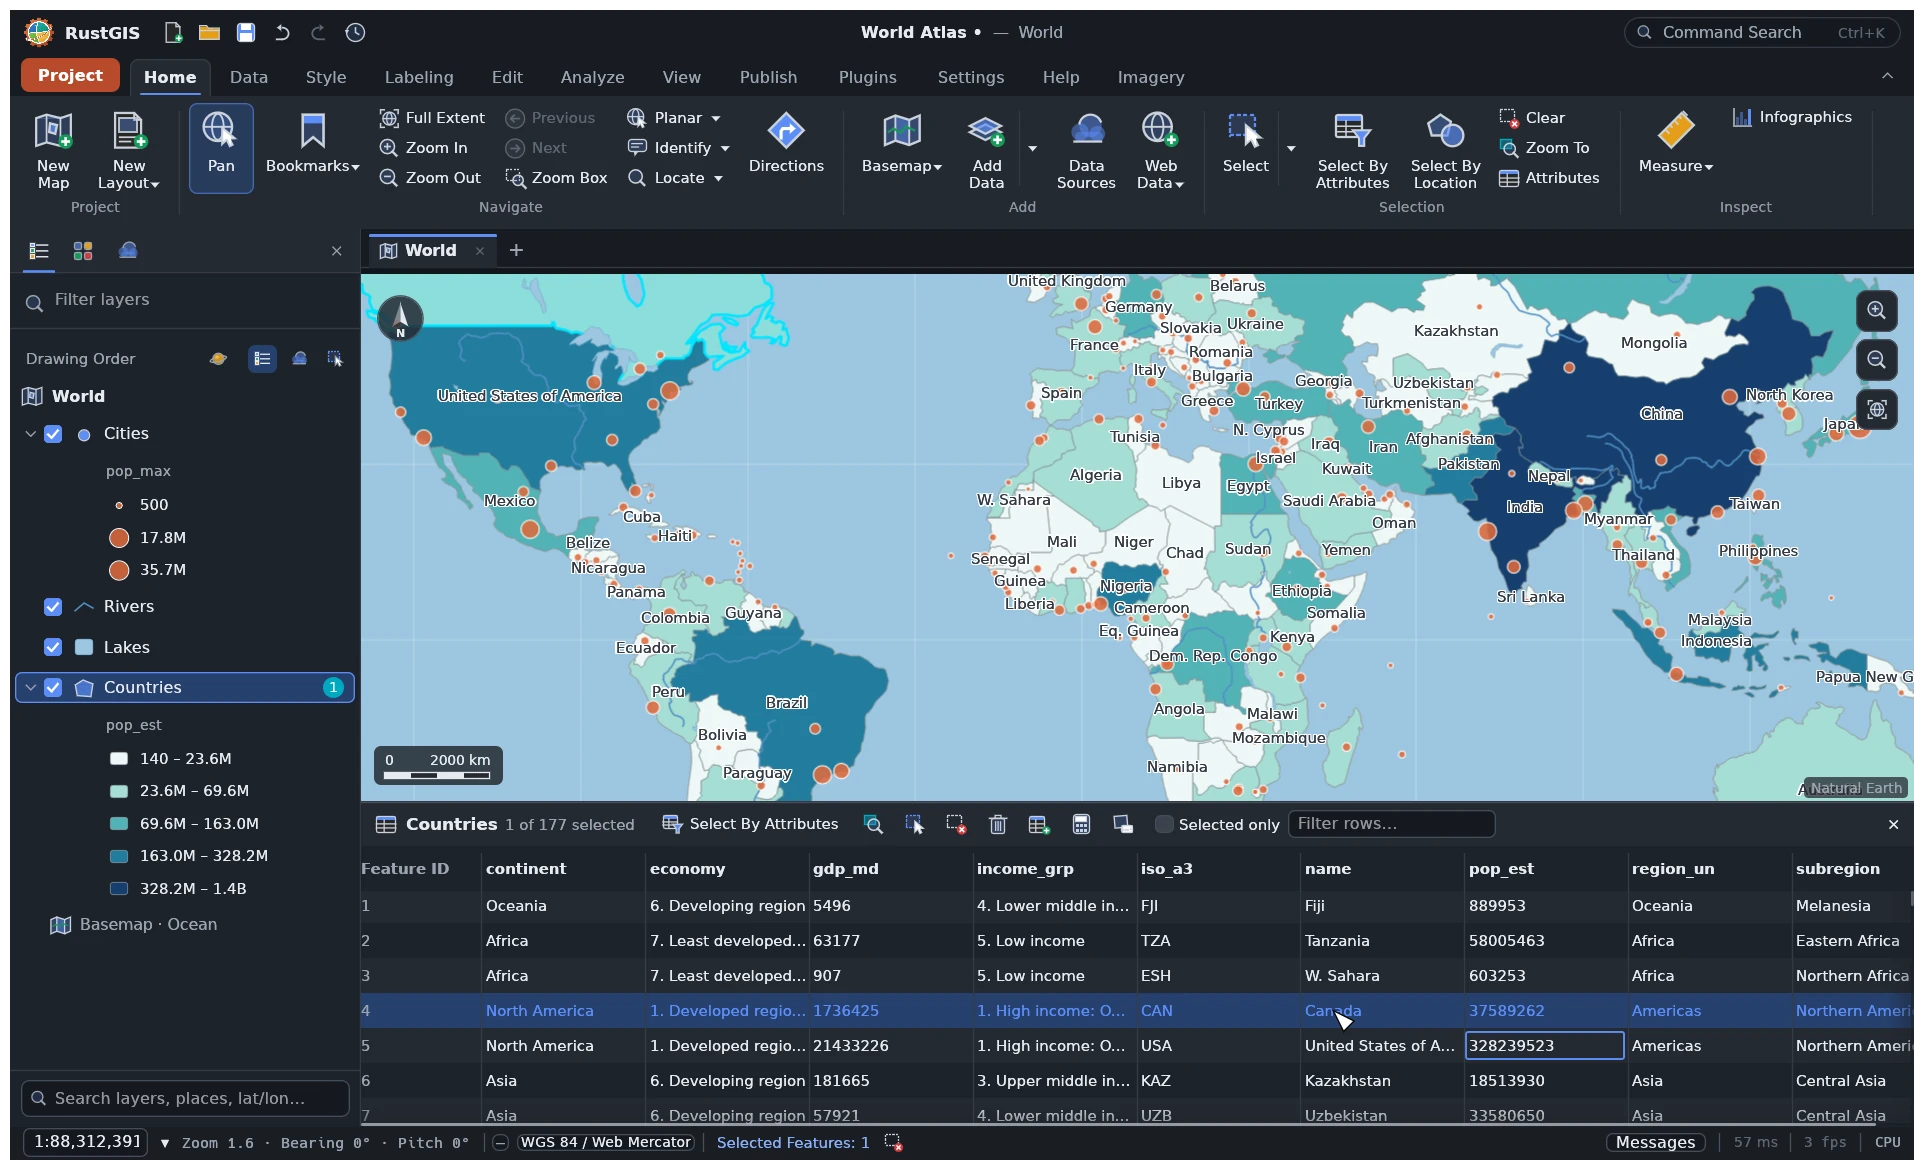 RustGIS
World Atlas • — World
Command Search Ctrl+K
Project Home Data Style Labeling Edit Analyze View Publish Plugins Settings Help Imagery
New Map
New Layout
Project
Pan
Bookmarks
Full Extent
Zoom In
Zoom Out
Previous
Next
Zoom Box
Planar
Identify
Locate
Directions
Navigate
Basemap
Add Data
Data Sources
Web Data
Add
Select
Select By Attributes
Select By Location
Clear
Zoom To
Attributes
Selection
Measure
Infographics
Inspect
Filter layers
Drawing Order
World
Cities
pop_max
500
17.8M
35.7M
Rivers
Lakes
Countries 1
pop_est
140 – 23.6M
23.6M – 69.6M
69.6M – 163.0M
163.0M – 328.2M
328.2M – 1.4B
Basemap · Ocean
Search layers, places, lat/lon...
World
N
United Kingdom
Belarus
Germany
Slovakia
Ukraine
Kazakhstan
Mongolia
France
Romania
Italy
Bulgaria
Georgia
Uzbekistan
North Korea
United States of America
Spain
Greece
Turkey
Turkmenistan
China
Japan
Tunisia
N. Cyprus
Iraq
Iran
Afghanistan
Israel
Kuwait
Pakistan
Nepal
Algeria
Libya
Egypt
Mexico
W. Sahara
Saudi Arabia
India
Taiwan
Cuba
Oman
Myanmar
Haiti
Belize
Mali
Niger
Chad
Sudan
Yemen
Thailand
Philippines
Nicaragua
Senegal
Guinea
Nigeria
Ethiopia
Sri Lanka
Panama
Liberia
Cameroon
Somalia
Colombia
Guyana
Malaysia
Eq. Guinea
Kenya
Indonesia
Ecuador
Dem. Rep. Congo
Papua New G
Peru
Brazil
Angola
Malawi
Bolivia
Mozambique
Paraguay
Namibia
0 2000 km
Natural Earth
Countries 1 of 177 selected Select By Attributes Selected only Filter rows...
Feature ID continent economy gdp_md income_grp iso_a3 name pop_est region_un subregion
1 Oceania 6. Developing region 5496 4. Lower middle in... FJI Fiji 889953 Oceania Melanesia
2 Africa 7. Least developed... 63177 5. Low income TZA Tanzania 58005463 Africa Eastern Africa
3 Africa 7. Least developed... 907 5. Low income ESH W. Sahara 603253 Africa Northern Africa
4 North America 1. Developed regio... 1736425 1. High income: O... CAN Canada 37589262 Americas Northern Ameri
5 North America 1. Developed regio... 21433226 1. High income: O... USA United States of A... 328239523 Americas Northern Ameri
6 Asia 6. Developing region 181665 3. Upper middle in... KAZ Kazakhstan 18513930 Asia Central Asia
7 Asia 6. Developing region 57921 4. Lower middle in... UZB Uzbekistan 33580650 Asia Central Asia
1:88,312,391 Zoom 1.6 · Bearing 0° · Pitch 0° WGS 84 / Web Mercator Selected Features: 1 Messages 57 ms 3 fps CPU